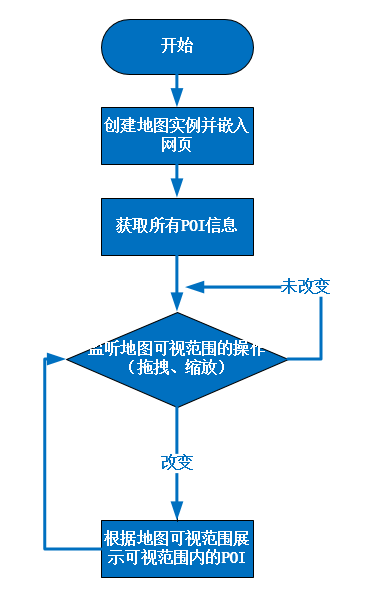 开始
创建地图实例并嵌入
网页
获取所有POI信息
未改变
监听地图可视范围的操作
（拖拽、缩放）
改变
根据地图可视范围展
示可视范围内的POI